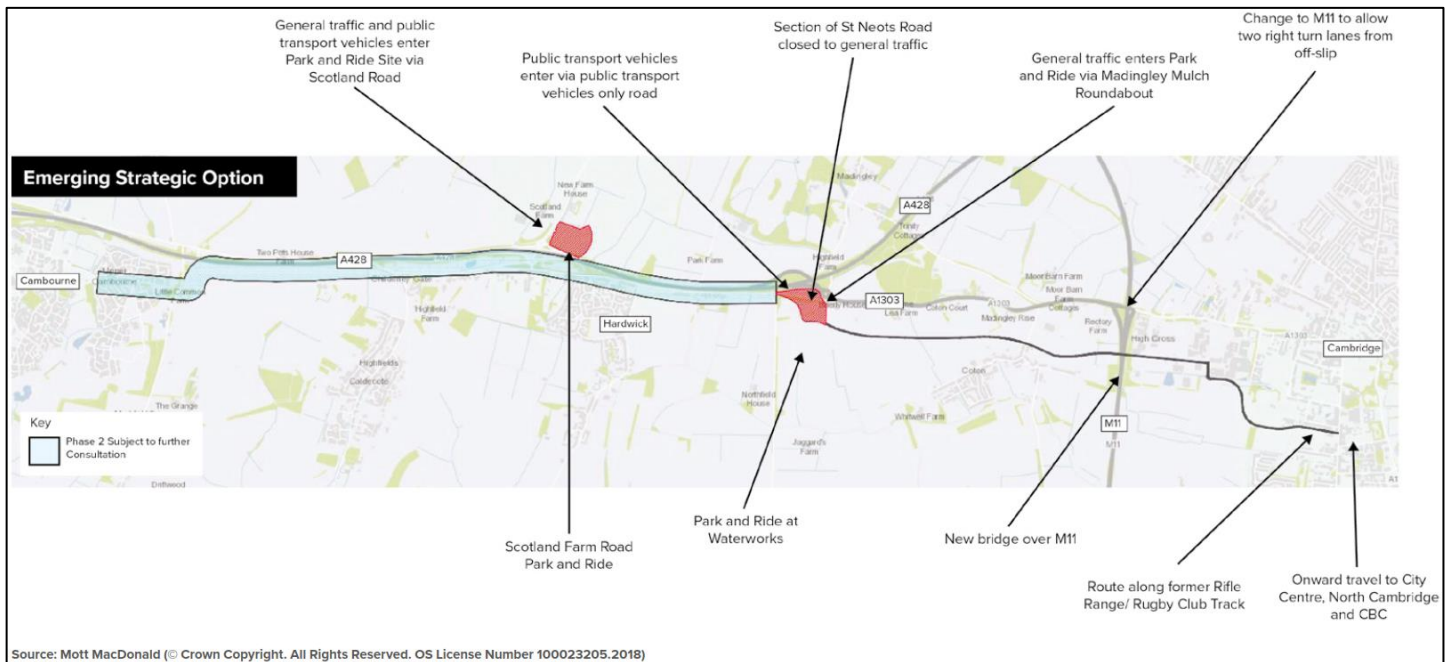 General traffic and public
transport vehicles enter
Park and Ride Site via
Scotland Road
Public transport vehicles
enter via public transport
vehicles only road
Section of St Neots Road
closed to general traffic
General traffic enters Park
and Ride via Madingley Mulch
Roundabout
Change to M11 to allow
two right turn lanes from
off-slip
Emerging Strategic Option
New Farm
House
Scotland
Farm
Madingley
A428
Trinity
Cottages
Two Pots House
Farm
A428
Park Farm
Highfield
Farm
Moor Barn Farm
Moor Barn
Farm
Cottages
Cambourne
A1303
Coton Court
Madingley Rise
A1303
Rectory
Farm
High Cross
A1303
Cambridge
Highfield
Farm
Hardwick
Highfields
Caldecote
Northfield
House
Coton
Whitwell Farm
The Grange
M11
M11
Jaggard's
Farm
Key
Phase 2 Subject to further
Consultation
Driftwood
Scotland Farm Road
Park and Ride
Park and Ride at
Waterworks
New bridge over M11
Route along former Rifle
Range/ Rugby Club Track
Onward travel to City
Centre, North Cambridge
and CBC
Source: Mott MacDonald (© Crown Copyright. All Rights Reserved. OS License Number 100023205.2018)